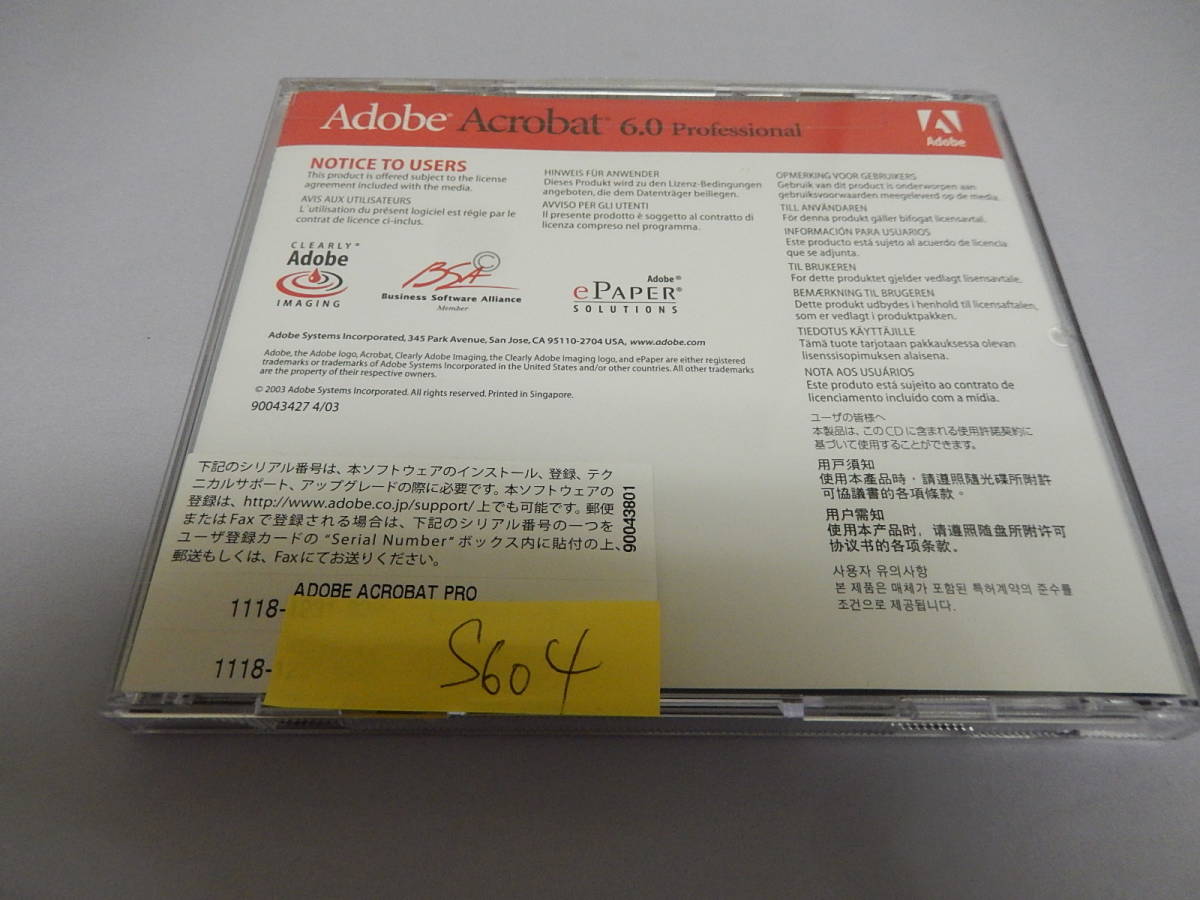 Adobe® Acrobat® 6.0 Professional
Adobe
NOTICE TO USERS
This product is offered subject to the license
agreement included with the media.
AVIS AUX UTILISATEURS
L'utilisation du présent logiciel est régie par le
contrat de licence ci-inclus.
HINWEIS FÜR ANWENDER
Dieses Produkt wird zu den Lizenz-Bedingungen
angeboten, die dem Datenträger beiliegen.
AVVISO PER GLI UTENTI
Il presente prodotto è soggetto al contratto di
licenza compreso nel programma.
OPMERKING VOOR GEBRUIKERS
Gebruik van dit product is onderworpen aan
gebruiksvoorwaarden meegeleverd op de media.
TILL ANVÄNDAREN
För denna produkt gäller bifogat licensavtal.
INFORMACIÓN PARA USUARIOS
Este producto está sujeto al acuerdo de licencia
que se adjunta.
TIL BRUKEREN
For dette produktet gjelder vedlagt lisensavtale.
BEMÆRKNING TIL BRUGEREN
Dette produkt udbydes i henhold til licensaftalen,
som er vedlagt i produktpakken.
TIEDOTUS KÄYTTÄJILLE
Tämä tuote tarjotaan pakkauksessa olevan
lisenssisopimuksen alaisena.
NOTA AOS USUÁRIOS
Este produto está sujeito ao contrato de
licenciamento incluído com a mídia.
ユーザの皆様へ
本製品は、このCDに含まれる使用許諾契約に
基づいて使用することができます。
用戶須知
使用本產品時，請遵照隨光碟所附許
可協議書的各項條款。
用户需知
使用本产品时，请遵照随盘所附许可
协议书的各项条款。
사용자 유의사항
본 제품은 매체가 포함된 특허계약의 준수를
조건으로 제공됩니다.
CLEARLY®
Adobe
IMAGING
BSA©
Business Software Alliance
Member
Adobe®
ePAPER®
SOLUTIONS
Adobe Systems Incorporated, 345 Park Avenue, San Jose, CA 95110-2704 USA, www.adobe.com
Adobe, the Adobe logo, Acrobat, Clearly Adobe Imaging, the Clearly Adobe Imaging logo, and ePaper are either registered
trademarks or trademarks of Adobe Systems Incorporated in the United States and/or other countries. All other trademarks
are the property of their respective owners.
© 2003 Adobe Systems Incorporated. All rights reserved. Printed in Singapore.
90043427 4/03
下記のシリアル番号は、本ソフトウェアのインストール、登録、テク
ニカルサポート、アップグレードの際に必要です。本ソフトウェアの
登録は、http://www.adobe.co.jp/support/ 上でも可能です。郵便
またはFaxで登録される場合は、下記のシリアル番号の一つを
ユーザ登録カードの "Serial Number" ボックス内に貼付の上、
郵送もしくは、Faxにてお送りください。
90043801
ADOBE ACROBAT PRO
1118-
1118-
S604